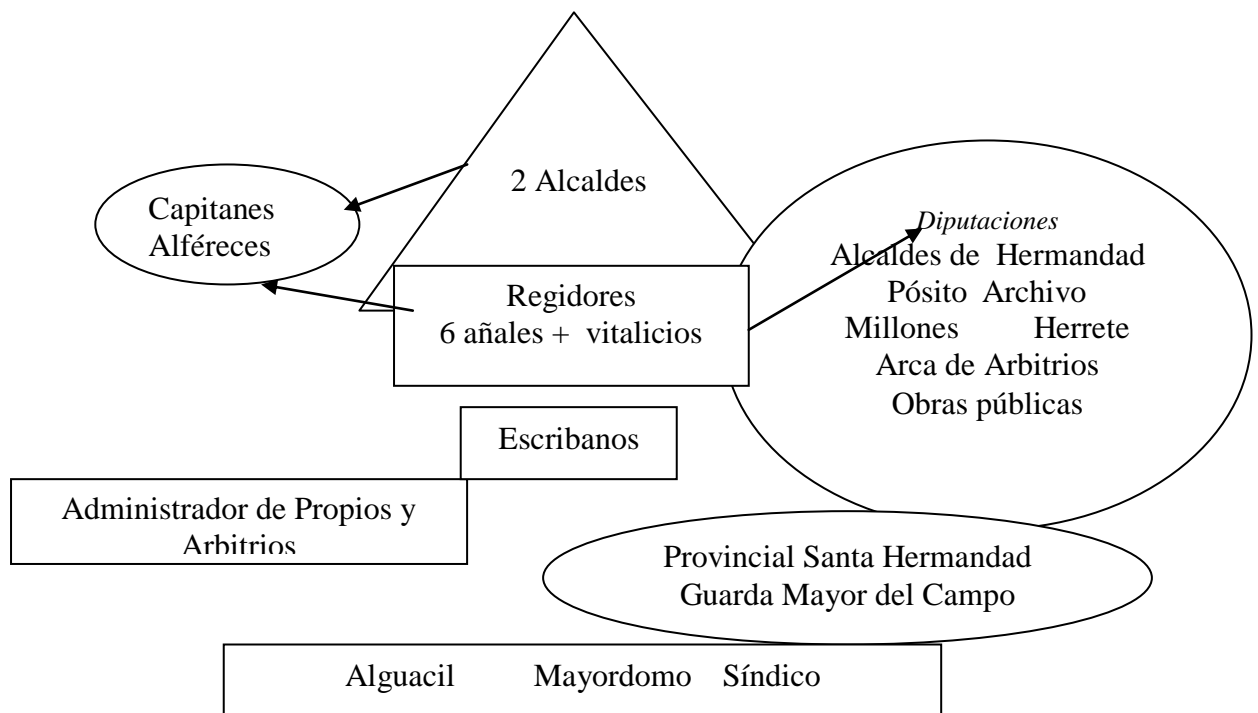 2 Alcaldes
Capitanes
Alféreces
Diputaciones
Alcaldes de Hermandad
Pósito Archivo
Millones Herrete
Arca de Arbitrios
Obras públicas
Regidores
6 añales + vitalicios
Escribanos
Administrador de Propios y
Arbitrios
Provincial Santa Hermandad
Guarda Mayor del Campo
Alguacil Mayordomo Síndico